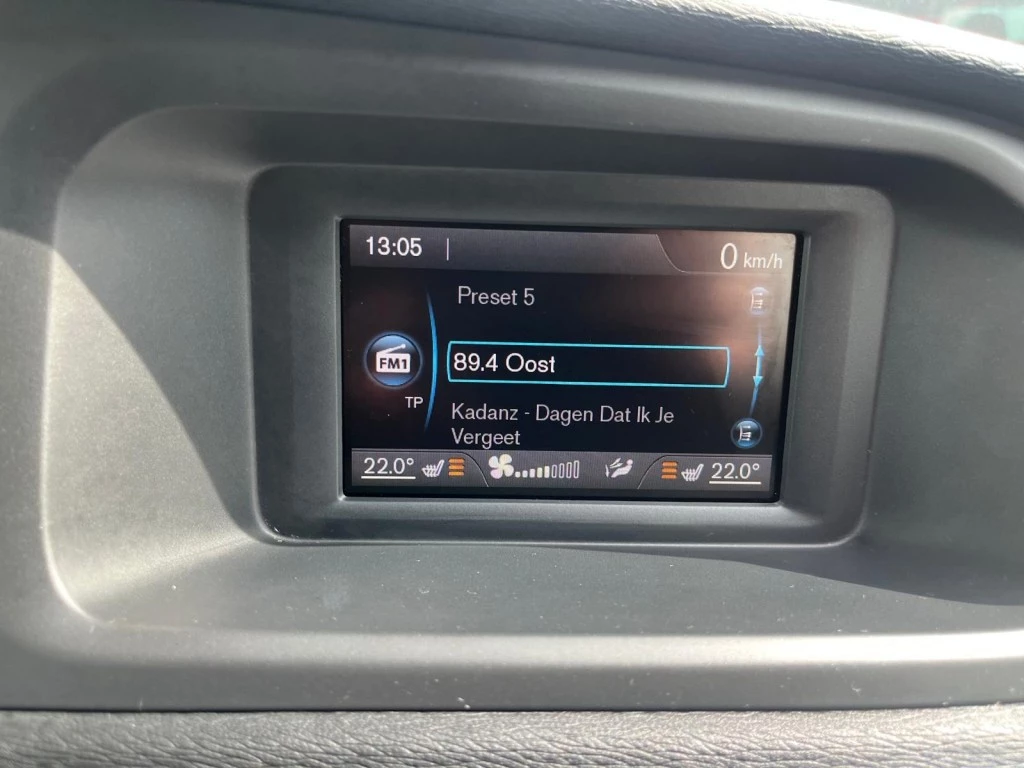 13:05
0 km/h
Preset 5
FM1
89.4 Oost
TP
Kadanz - Dagen Dat Ik Je
Vergeet
22.0° 22.0°